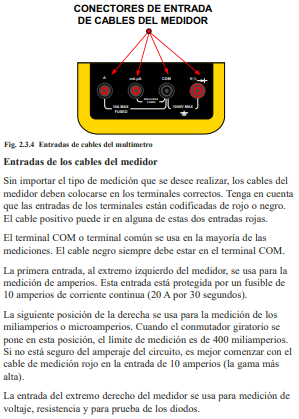 CONECTORES DE ENTRADA
DE CABLES DEL MEDIDOR
A
mA µA
COM
10A MAX
FUSED
1000V MAX
Fig. 2.3.4 Entradas de cables del multímetro
Entradas de los cables del medidor
Sin importar el tipo de medición que se desee realizar, los cables del
medidor deben colocarse en los terminales correctos. Tenga en cuenta
que las entradas de los terminales están codificadas de rojo o negro.
El cable positivo puede ir en alguna de estas dos entradas rojas.
El terminal COM o terminal común se usa en la mayoría de las
mediciones. El cable negro siempre debe estar en el terminal COM.
La primera entrada, al extremo izquierdo del medidor, se usa para la
medición de amperios. Esta entrada está protegida por un fusible de
10 amperios de corriente continua (20 A por 30 segundos).
La siguiente posición de la derecha se usa para la medición de los
miliamperios o microamperios. Cuando el conmutador giratorio se
pone en esta posición, el límite de medición es de 400 miliamperios.
Si no está seguro del amperaje del circuito, es mejor comenzar con el
cable de medición rojo en la entrada de 10 amperios (la gama más
alta).
La entrada del extremo derecho del medidor se usa para medición de
voltaje, resistencia y para prueba de los diodos.